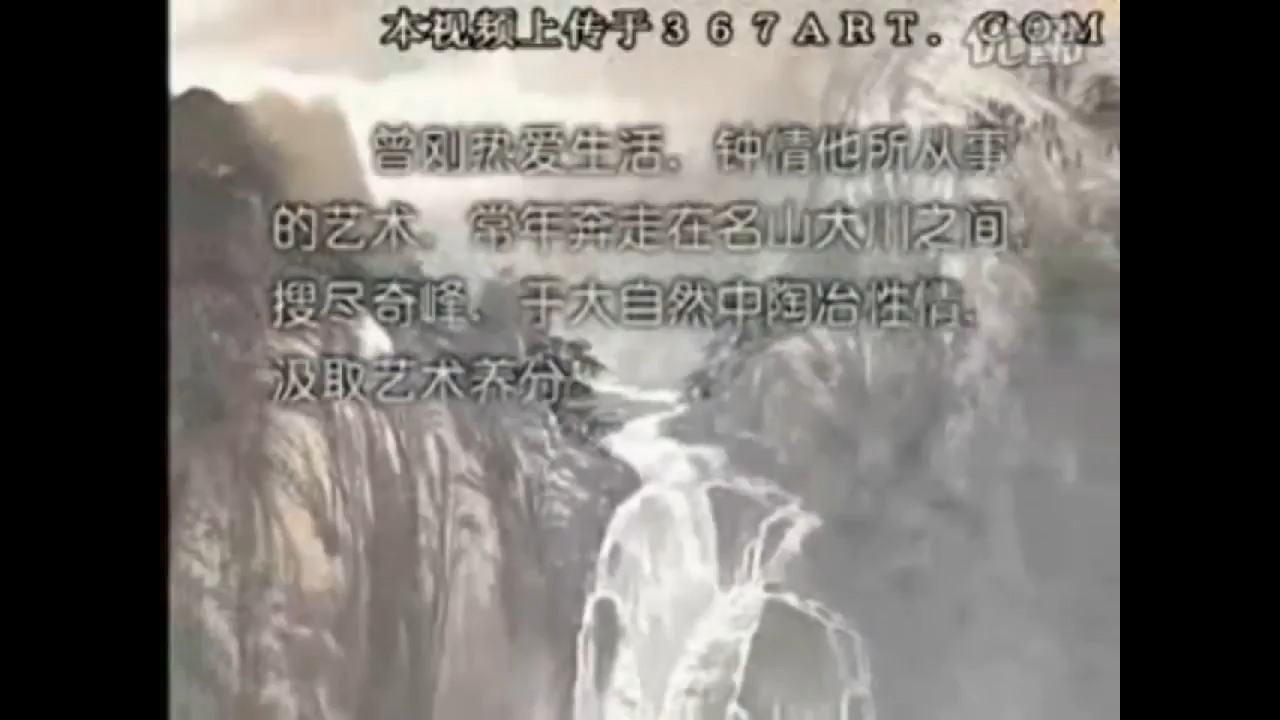 本视频上传于367ART.COM
曾刚热爱生活，钟情他所从事
的艺术，常年奔走在名山大川之间，
搜尽奇峰，于大自然中陶冶性情，
汲取艺术养分！